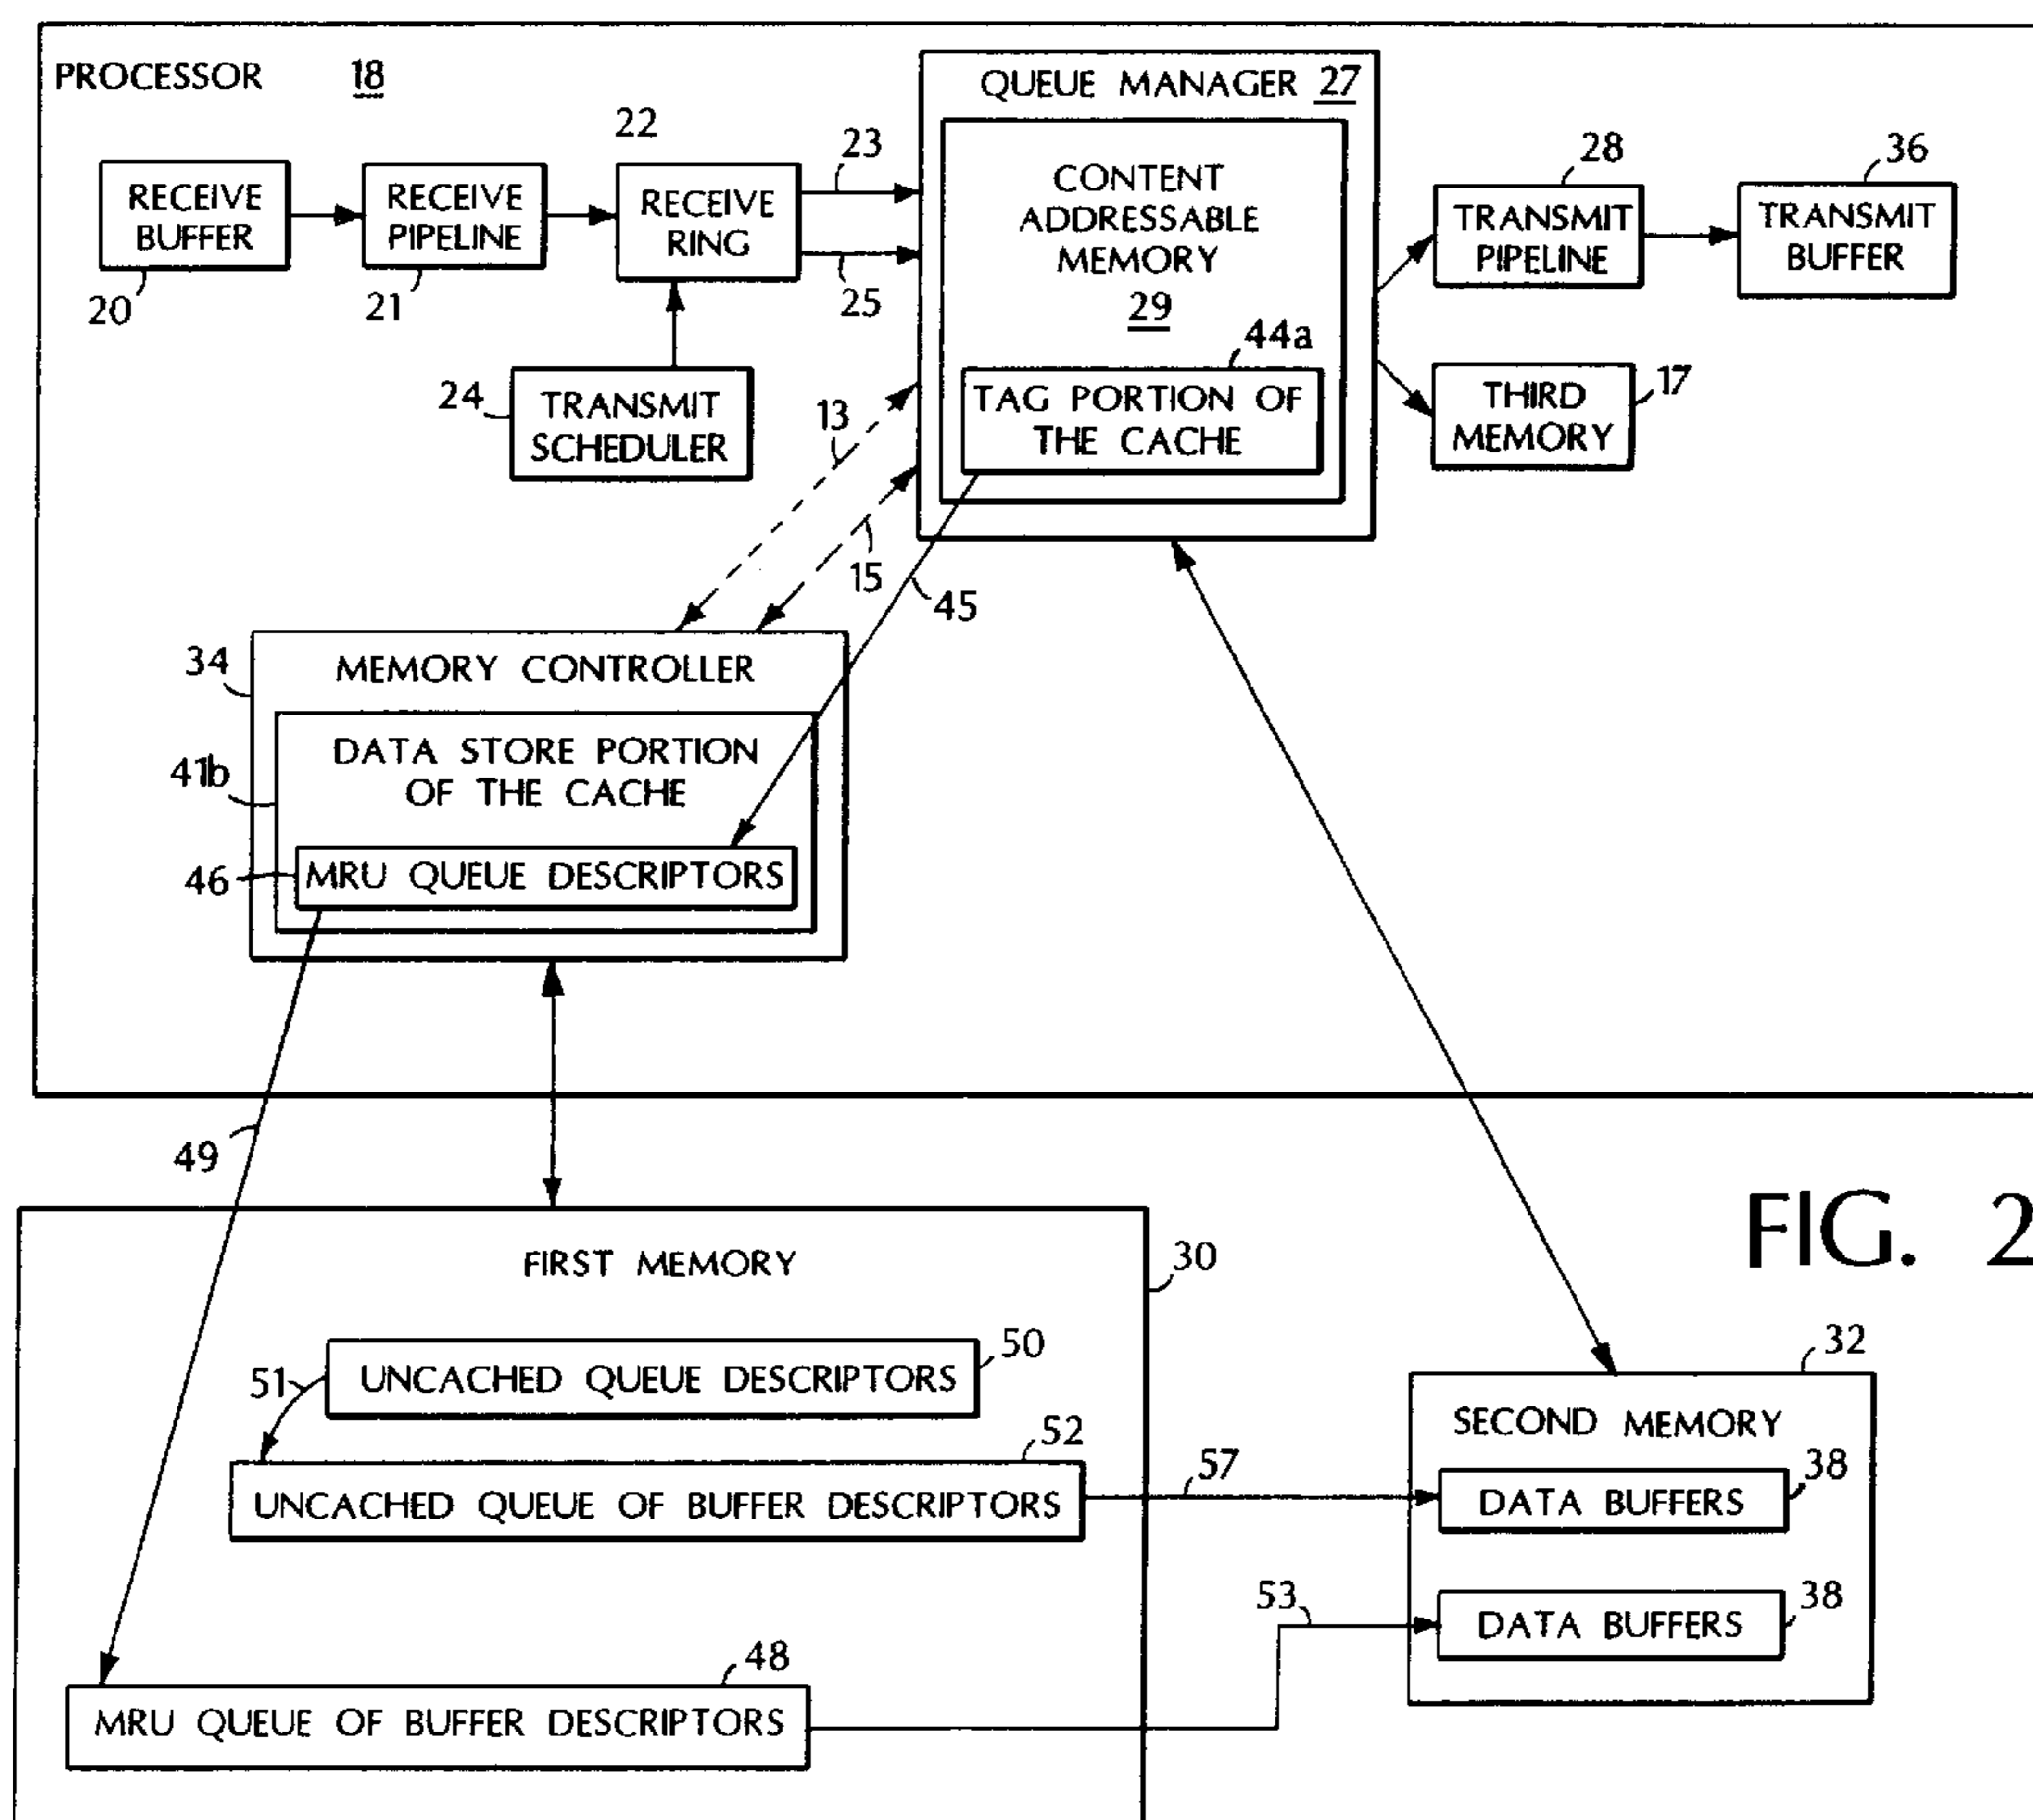 PROCESSOR 18
QUEUE MANAGER 27
22
23
28
36
RECEIVE
BUFFER
RECEIVE
PIPELINE
RECEIVE
RING
CONTENT
ADDRESSABLE
MEMORY
29
TRANSMIT
PIPELINE
TRANSMIT
BUFFER
20
21
25
44a
24
TRANSMIT
SCHEDULER
13
TAG PORTION OF
THE CACHE
THIRD
MEMORY
17
15
45
34
MEMORY CONTROLLER
41b
DATA STORE PORTION
OF THE CACHE
46
MRU QUEUE DESCRIPTORS
49
FIG. 2
FIRST MEMORY
30
50
51
UNCACHED QUEUE DESCRIPTORS
32
SECOND MEMORY
52
UNCACHED QUEUE OF BUFFER DESCRIPTORS
57
38
DATA BUFFERS
53
38
DATA BUFFERS
48
MRU QUEUE OF BUFFER DESCRIPTORS